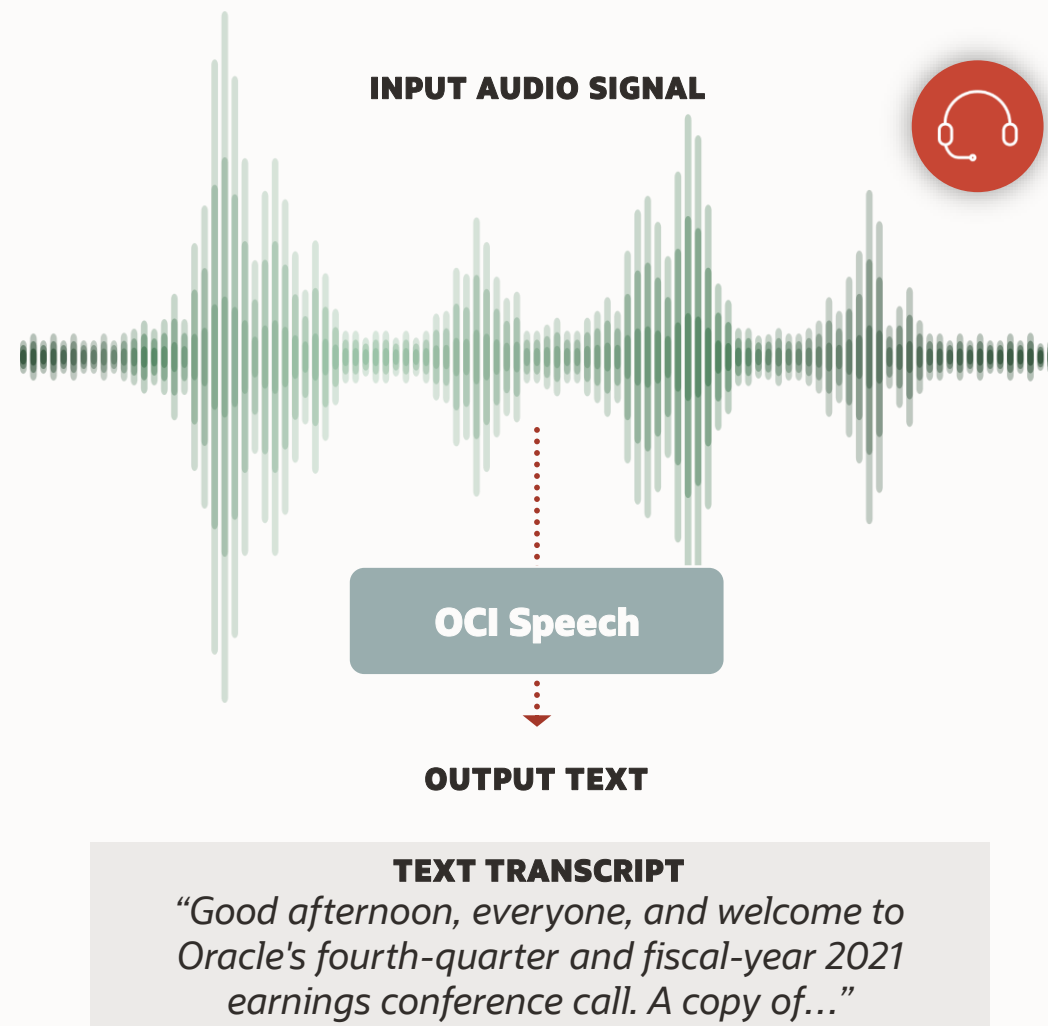 INPUT AUDIO SIGNAL
OCI Speech
OUTPUT TEXT
TEXT TRANSCRIPT
“Good afternoon, everyone, and welcome to
Oracle's fourth-quarter and fiscal-year 2021
earnings conference call. A copy of…”